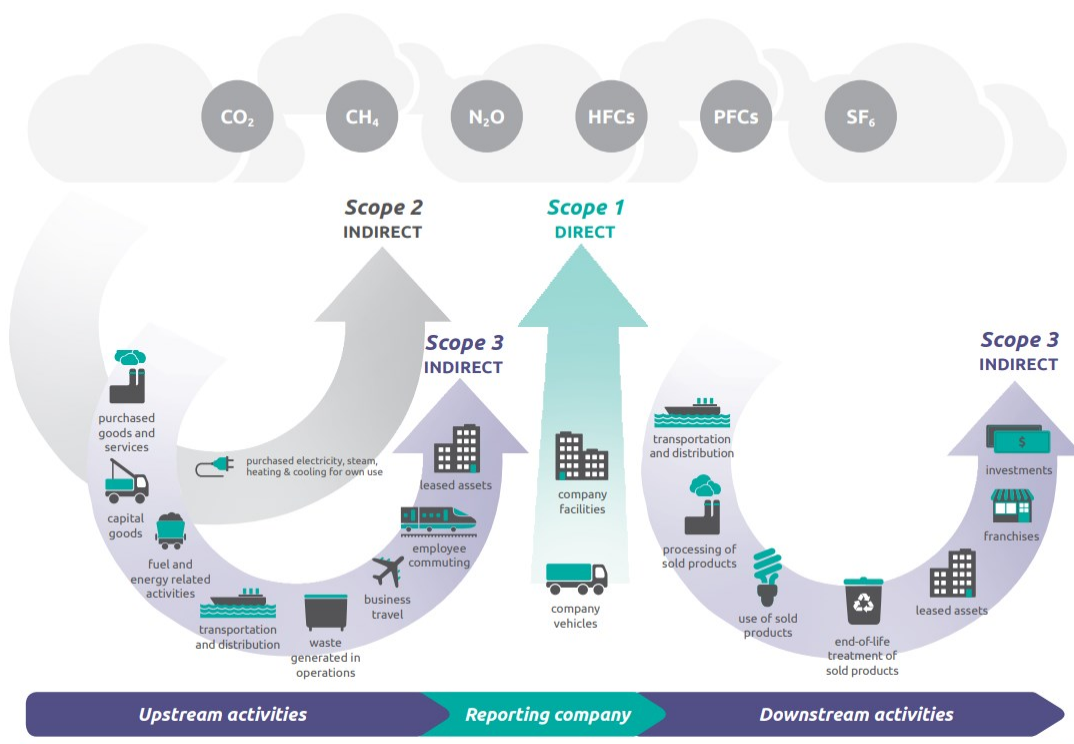 CO₂
CH₄
N₂O
HFCs
PFCs
SF₆
Scope 2
INDIRECT
Scope 1
DIRECT
Scope 3
INDIRECT
Scope 3
INDIRECT
purchased
goods and
services
capital
goods
fuel and
energy related
activities
transportation
and distribution
waste
generated in
operations
business
travel
employee
commuting
leased assets
purchased electricity, steam,
heating & cooling for own use
company
facilities
company
vehicles
transportation
and distribution
processing of
sold products
use of sold
products
end-of-life
treatment of
sold products
leased assets
franchises
$
investments
Upstream activities
Reporting company
Downstream activities